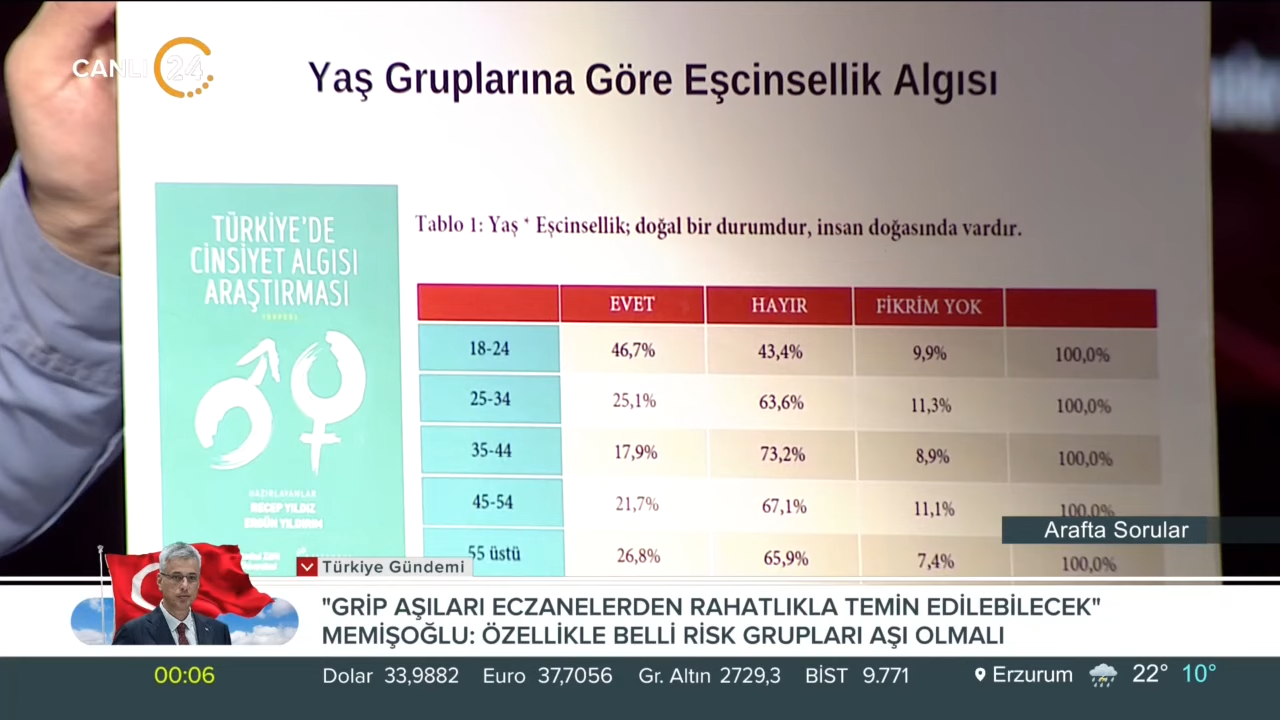 CANLI 24
Yaş Gruplarına Göre Eşcinsellik Algısı
TÜRKİYE'DE
CİNSİYET ALGISI
ARAŞTIRMASI
HAZIRLAYANLAR
RECEP YILDIZ
ERGÜN YILDIRIM
Tablo 1: Yaş * Eşcinsellik; doğal bir durumdur, insan doğasında vardır.
EVET HAYIR FİKRİM YOK
18-24 46,7% 43,4% 9,9% 100,0%
25-34 25,1% 63,6% 11,3% 100,0%
35-44 17,9% 73,2% 8,9% 100,0%
45-54 21,7% 67,1% 11,1% 100,0%
55 üstü 26,8% 65,9% 7,4% 100,0%
Arafta Sorular
Türkiye Gündemi
"GRİP AŞILARI ECZANELERDEN RAHATLIKLA TEMİN EDİLEBİLECEK"
MEMİŞOĞLU: ÖZELLİKLE BELLİ RİSK GRUPLARI AŞI OLMALI
00:06 Dolar 33,9882 Euro 37,7056 Gr. Altın 2729,3 BİST 9.771 Erzurum 22° 10°